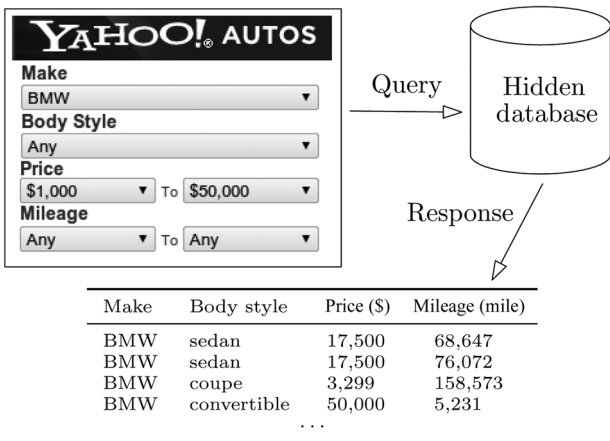 YAHOO!® AUTOS
Make
BMW
Body Style
Any
Price
$1,000 To $50,000
Mileage
Any To Any
Query
Hidden
database
Response
Make Body style Price ($) Mileage (mile)
BMW sedan 17,500 68,647
BMW sedan 17,500 76,072
BMW coupe 3,299 158,573
BMW convertible 50,000 5,231
...